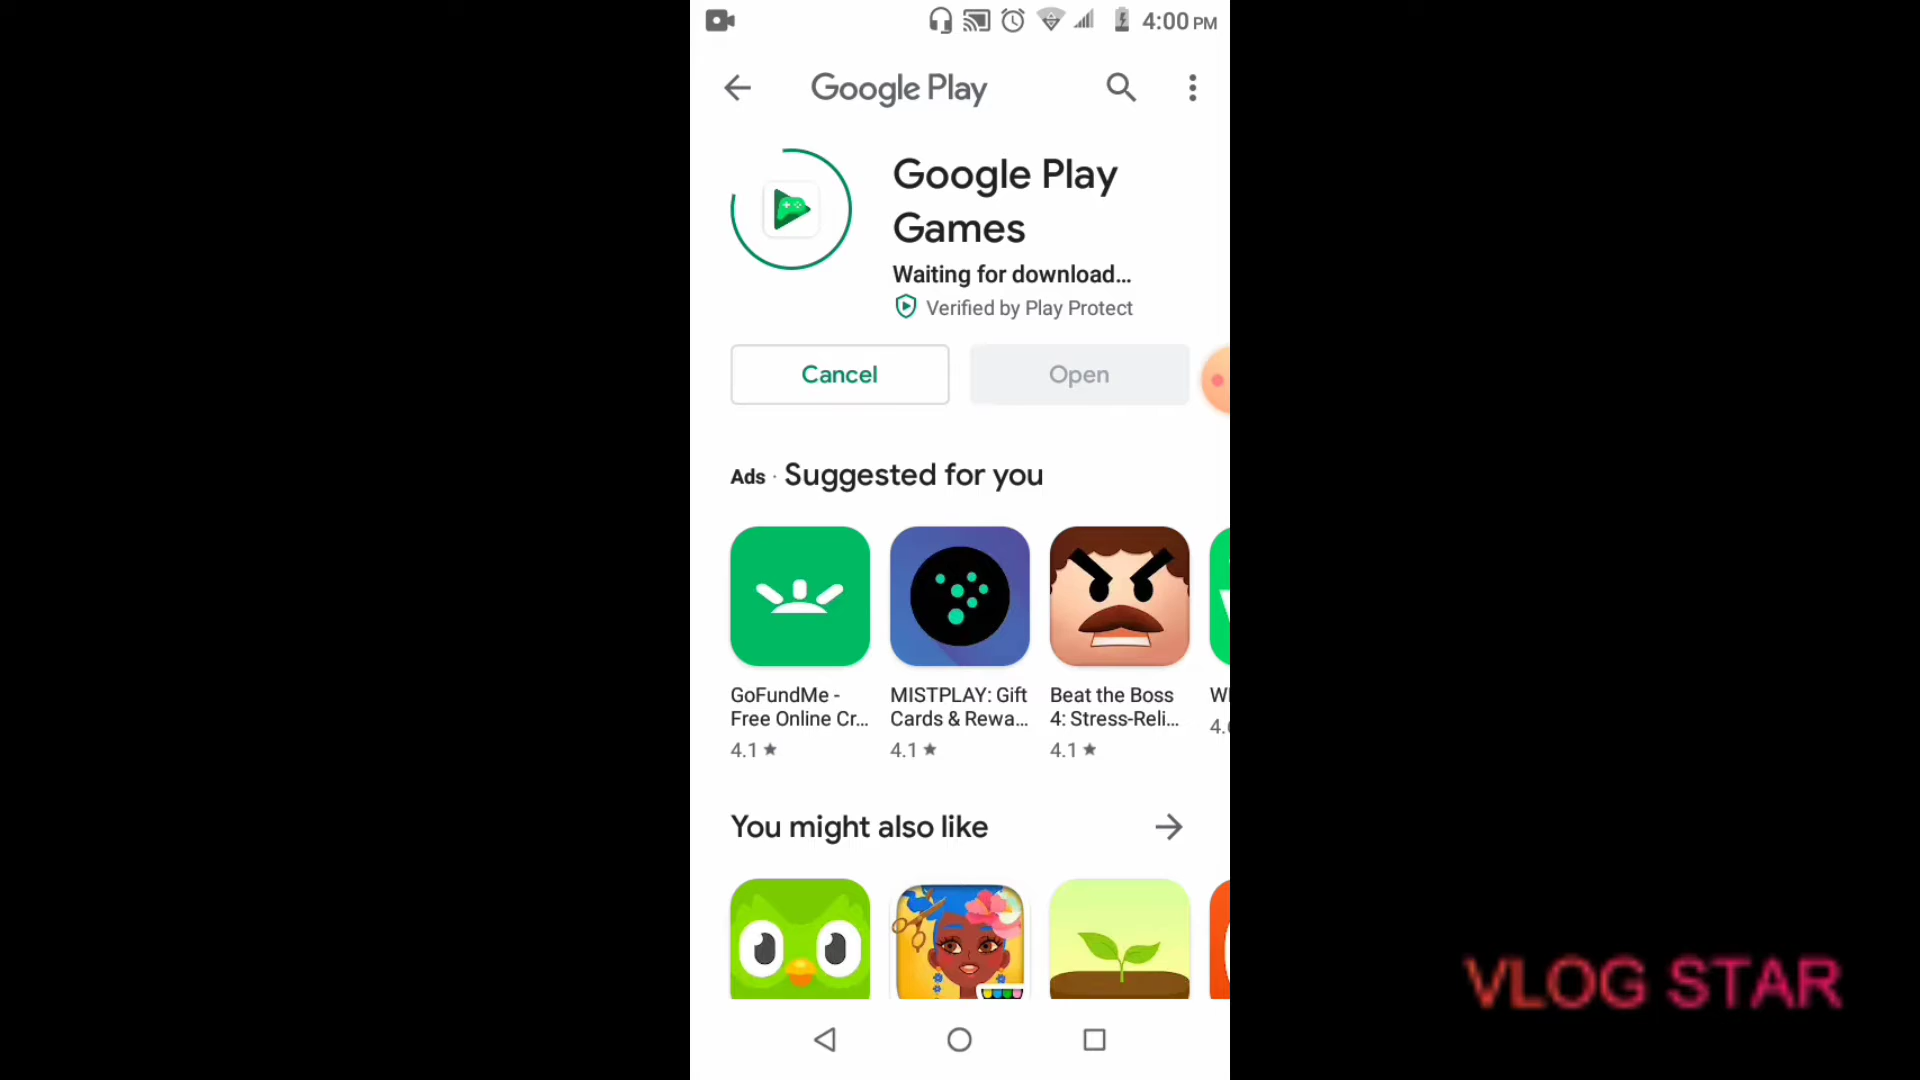 4:00 PM
Google Play
Google Play
Games
Waiting for download...
Verified by Play Protect
Cancel
Open
Ads · Suggested for you
GoFundMe -
Free Online Cr...
4.1
MISTPLAY: Gift
Cards & Rewa...
4.1
Beat the Boss
4: Stress-Reli...
4.1
You might also like
VLOG STAR